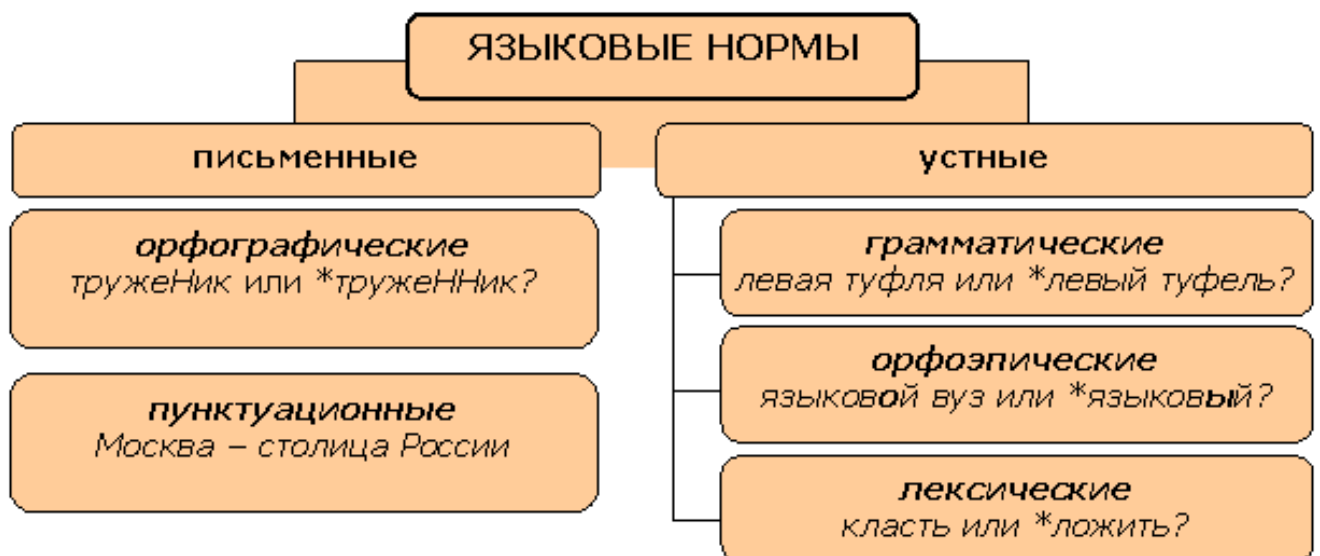 ЯЗЫКОВЫЕ НОРМЫ
письменные
орфографические
тружеНик или *тружеННик?
пунктуационные
Москва – столица России
устные
грамматические
левая туфля или *левый туфель?
орфоэпические
языковой вуз или *языковый?
лексические
класть или *ложить?